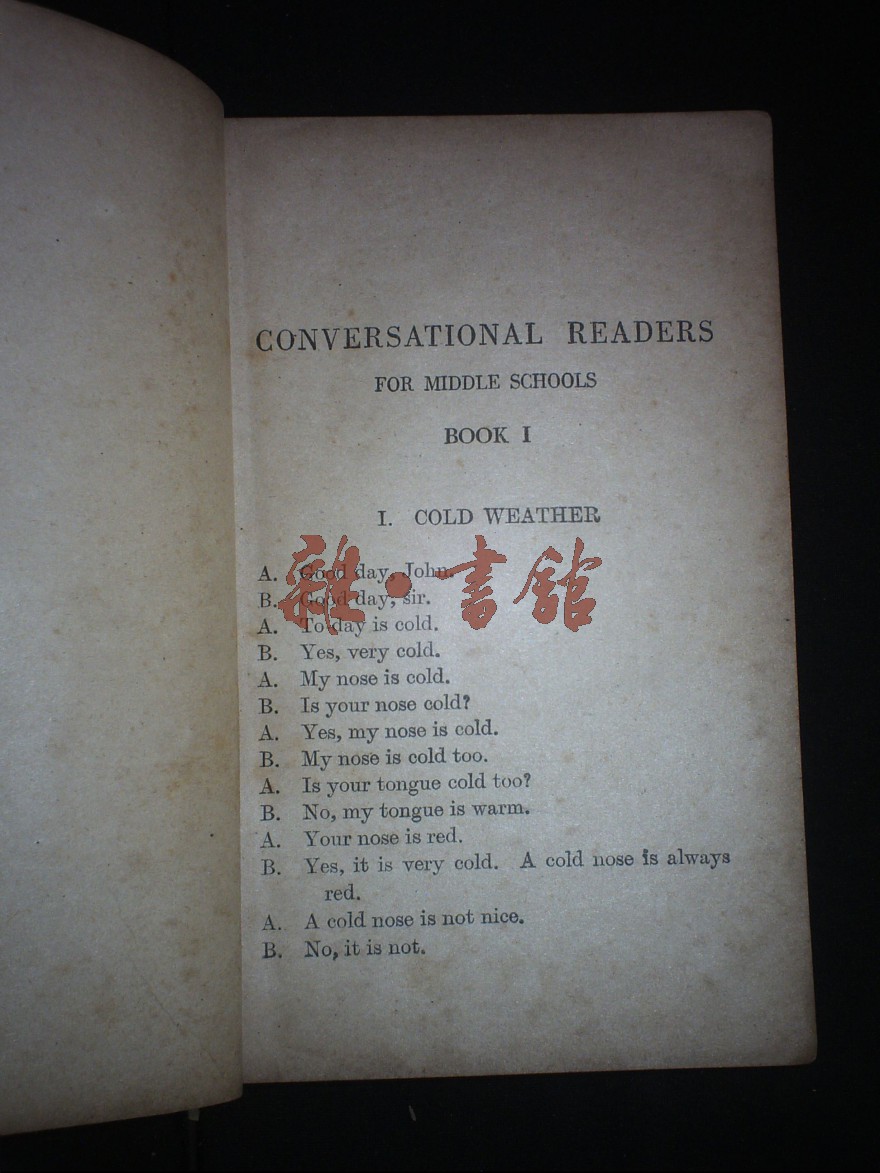 CONVERSATIONAL READERS
FOR MIDDLE SCHOOLS
BOOK I
I. COLD WEATHER
A. Good day, John.
B. Good day, sir.
雜·書館
A. To-day is cold.
B. Yes, very cold.
A. My nose is cold.
B. Is your nose cold?
A. Yes, my nose is cold.
B. My nose is cold too.
A. Is your tongue cold too?
B. No, my tongue is warm.
A. Your nose is red.
B. Yes, it is very cold. A cold nose is always
red.
A. A cold nose is not nice.
B. No, it is not.